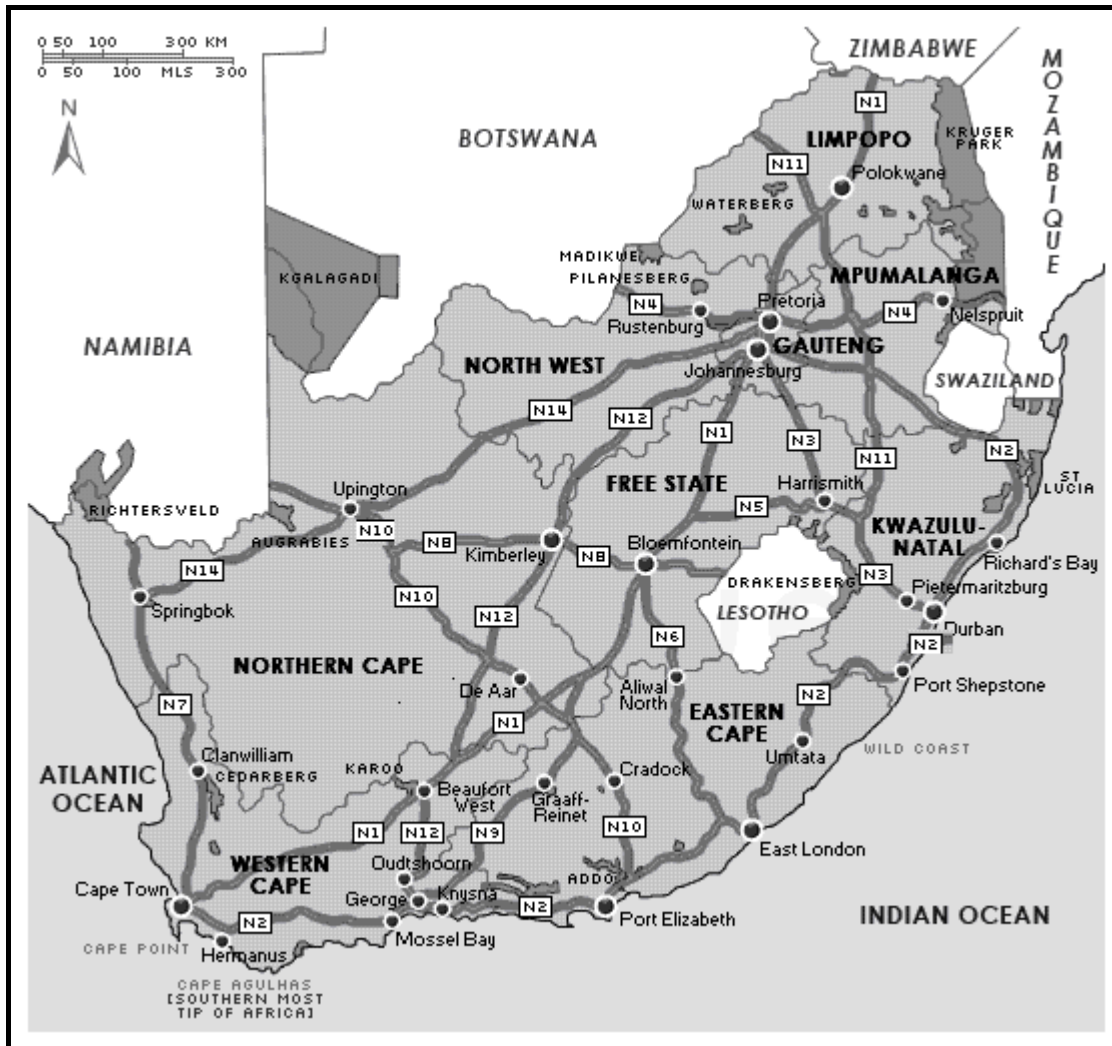 0 50 100 300 KM
0 50 100 MLS 300
N
ZIMBABWE
MOZAMBIQUE
BOTSWANA
NAMIBIA
N1
LIMPOPO
KRUGER
PARK
N11
Polokwane
WATERBERG
MADIKWE
PILANESBERG
KGALAGADI
MPUMALANGA
N4
Rustenburg
Pretoria
N4
Nelspruit
GAUTENG
Johannesburg
NORTH WEST
SWAZILAND
N14
N12
N1
N3
N11
N2
ST
LUCIA
FREE STATE
Harrismith
Upington
RICHTERSVELD
N10
AUGRABIES
N5
KWAZULU-
NATAL
N8
Kimberley
N8
Bloemfontein
Richard's Bay
N14
Springbok
DRAKENSBERG
N3
Pietermaritzburg
N10
LESOTHO
N12
Durban
N6
N2
NORTHERN CAPE
De Aar
Aliwal
North
Port Shepstone
N2
N7
N1
EASTERN
CAPE
Umtata
WILD COAST
Clanwilliam
CEDARBERG
KAROO
ATLANTIC
OCEAN
Beaufort
West
Graaff-
Reinet
Cradock
N1
N12
N9
N10
East London
WESTERN
CAPE
Oudtshoorn
ADDO
Cape Town
George
Knysna
N2
N2
Port Elizabeth
INDIAN OCEAN
Mossel Bay
CAPE POINT
Hermanus
CAPE AGULHAS
[SOUTHERN MOST
TIP OF AFRICA]